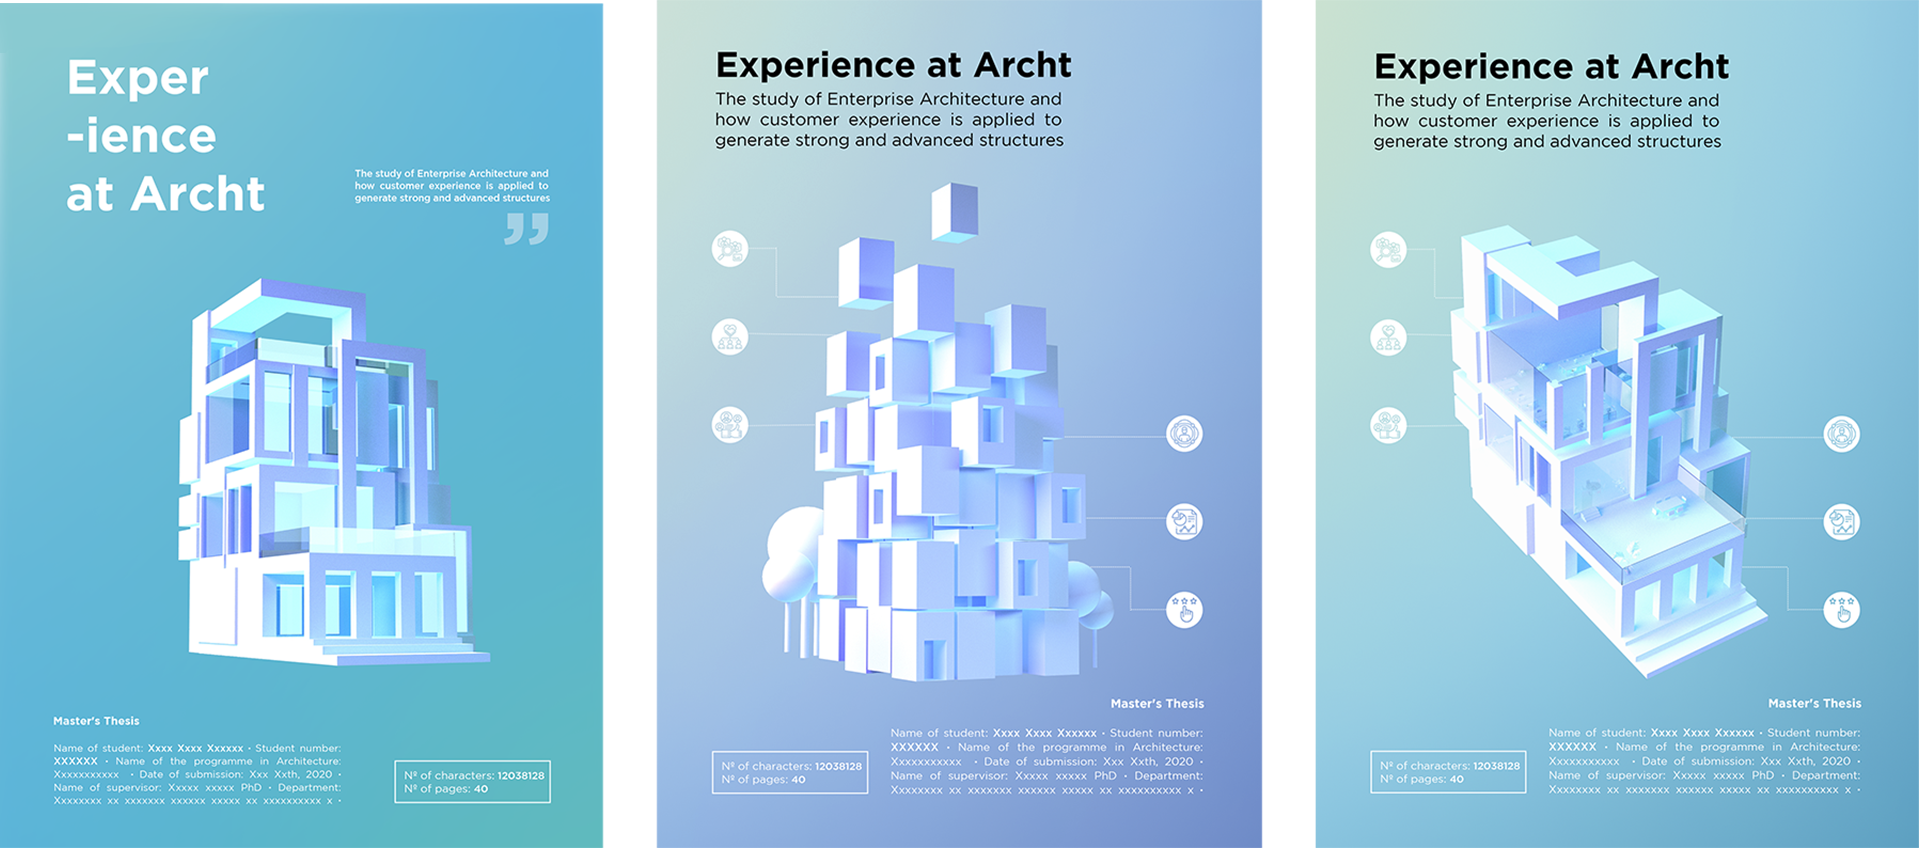 Exper
-ience
at Archt
The study of Enterprise Architecture and
how customer experience is applied to
generate strong and advanced structures
”
Master's Thesis
Name of student: Xxxx Xxxx Xxxxxx · Student number:
XXXXXX · Name of the programme in Architecture:
Xxxxxxxxxxx · Date of submission: Xxx Xxth, 2020 ·
Name of supervisor: Xxxxx xxxxx PhD · Department:
Xxxxxxxx xx xxxxxxx xxxxxx xxxxx xx xxxxxxxxxx x ·
Nº of characters: 12038128
Nº of pages: 40
Experience at Archt
The study of Enterprise Architecture and
how customer experience is applied to
generate strong and advanced structures
Master's Thesis
Name of student: Xxxx Xxxx Xxxxxx · Student number:
XXXXXX · Name of the programme in Architecture:
Xxxxxxxxxxx · Date of submission: Xxx Xxth, 2020 ·
Name of supervisor: Xxxxx xxxxx PhD · Department:
Xxxxxxxx xx xxxxxxx xxxxxx xxxxx xx xxxxxxxxxx x ·
Nº of characters: 12038128
Nº of pages: 40
Experience at Archt
The study of Enterprise Architecture and
how customer experience is applied to
generate strong and advanced structures
Master's Thesis
Name of student: Xxxx Xxxx Xxxxxx · Student number:
XXXXXX · Name of the programme in Architecture:
Xxxxxxxxxxx · Date of submission: Xxx Xxth, 2020 ·
Name of supervisor: Xxxxx xxxxx PhD · Department:
Xxxxxxxx xx xxxxxxx xxxxxx xxxxx xx xxxxxxxxxx x ·
Nº of characters: 12038128
Nº of pages: 40